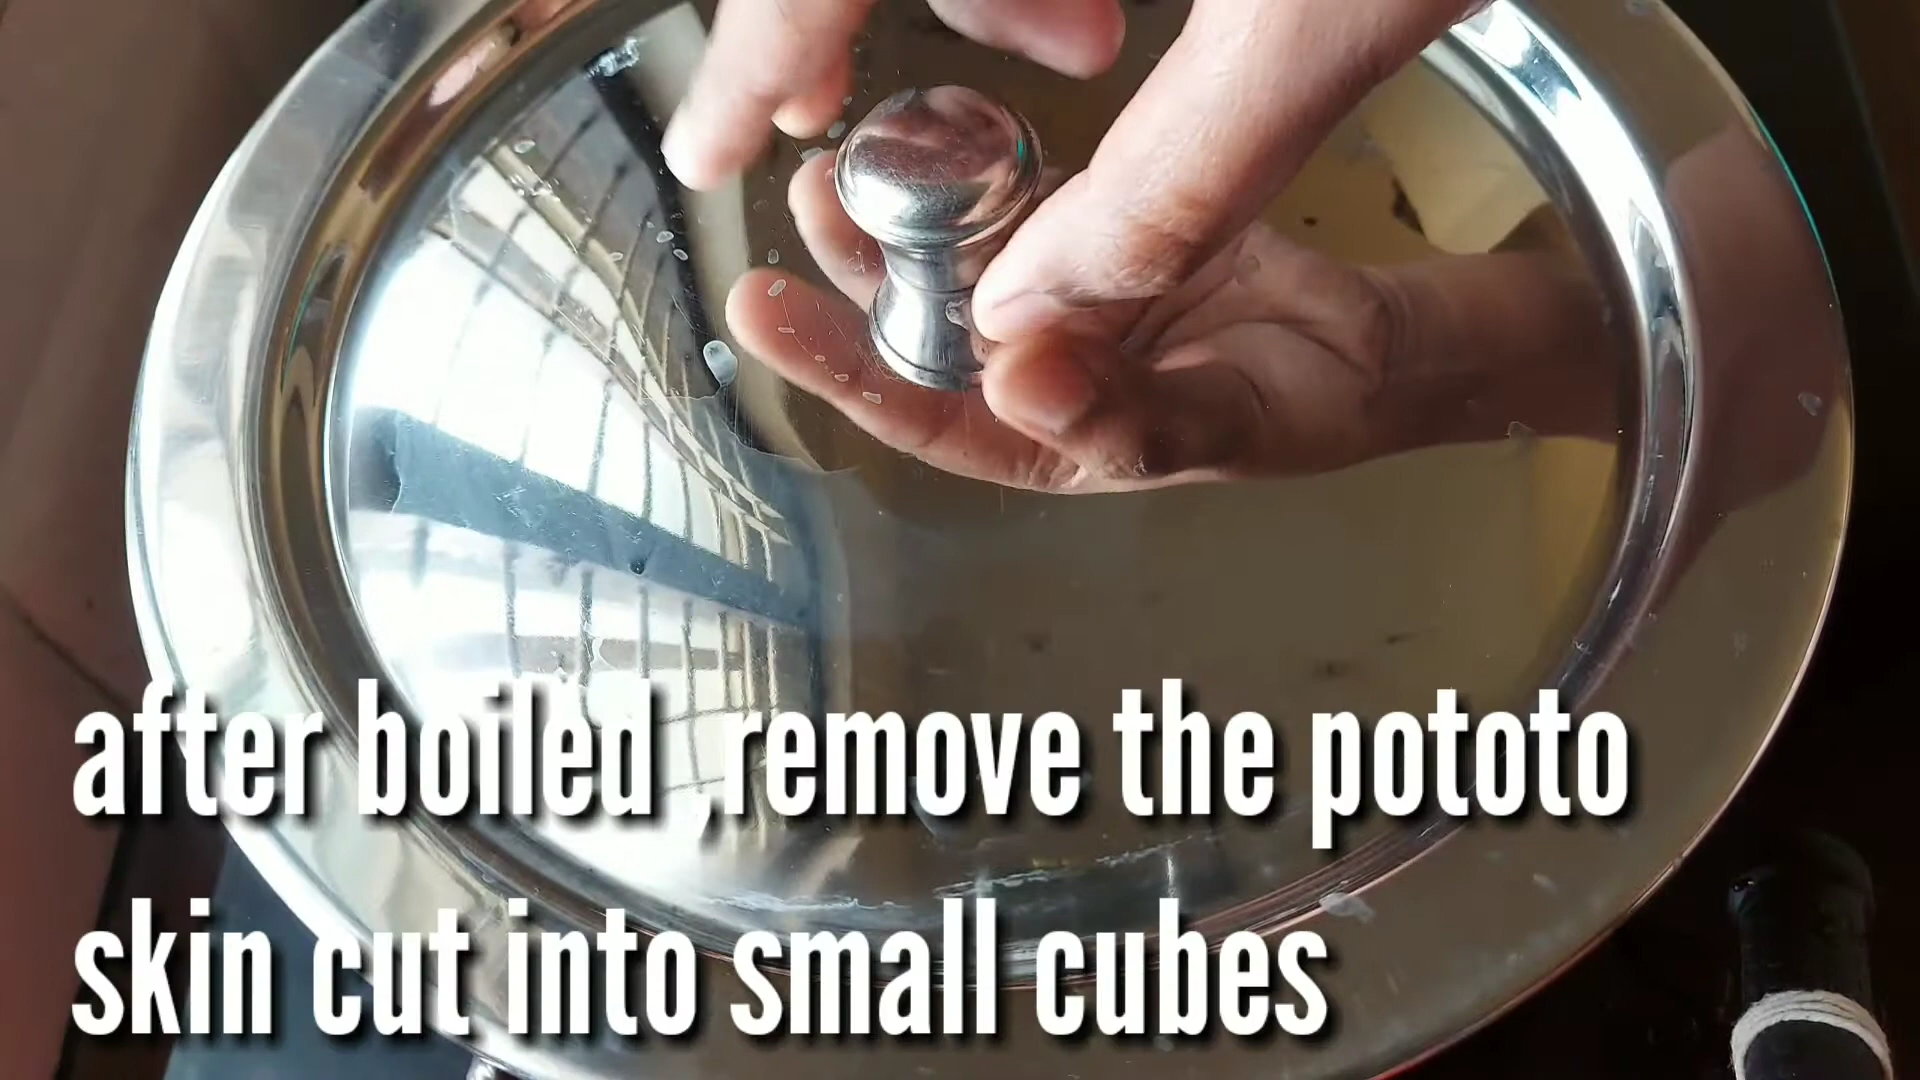 after boiled ,remove the pototo
skin cut into small cubes